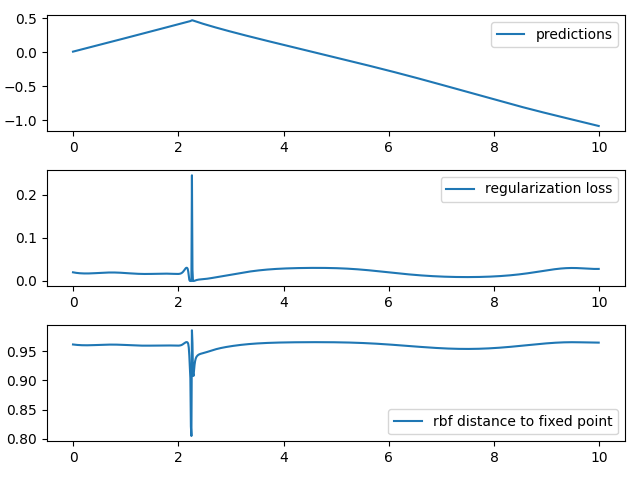 0.5
predictions
0.0
−0.5
−1.0
0 2 4 6 8 10
regularization loss
0.2
0.1
0.0
0 2 4 6 8 10
0.95
0.90
0.85
rbf distance to fixed point
0.80
0 2 4 6 8 10